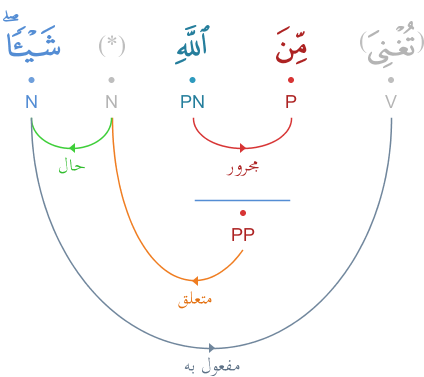 (تُغْنِىَ) مِّنَ ٱللَّهِ (*) شَيْـًٔا ۖ
V P PN N N
مجرور
حال
PP
متعلق
مفعول به